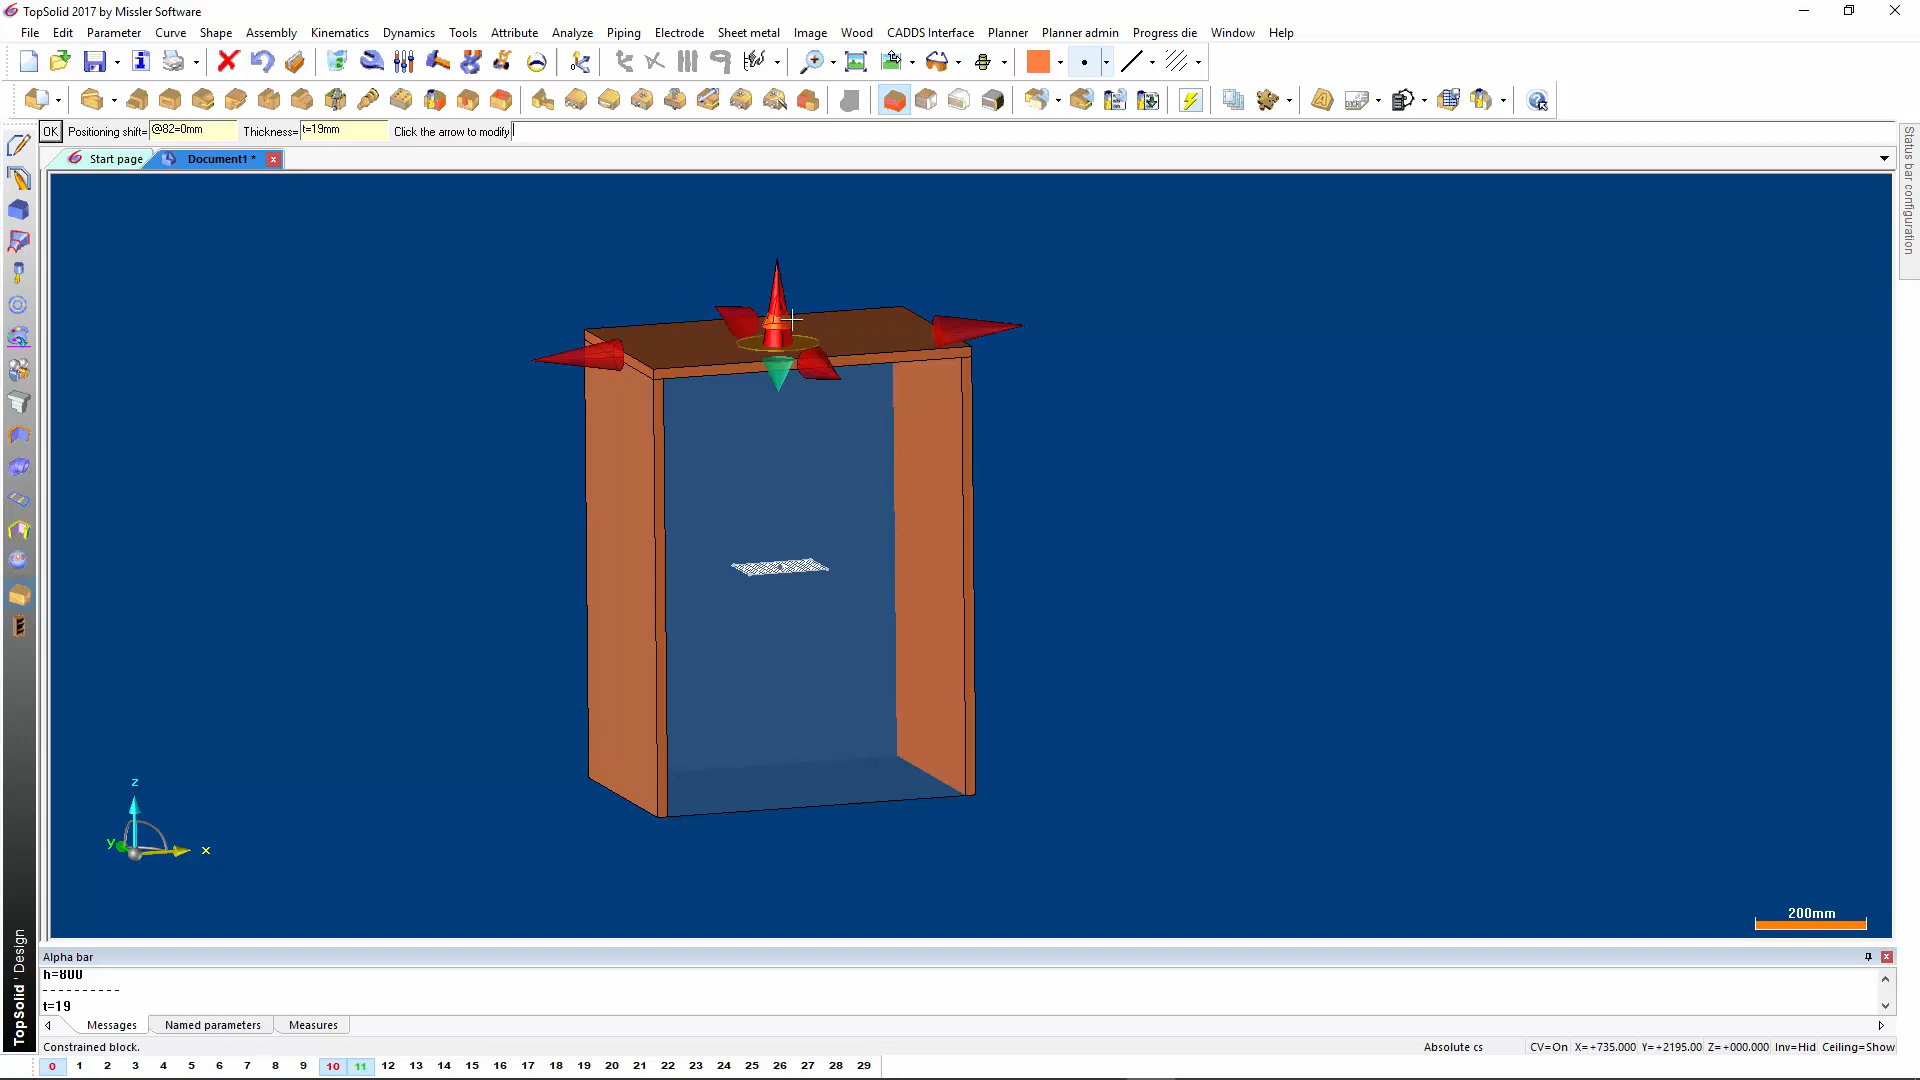 TopSolid 2017 by Missler Software
File Edit Parameter Curve Shape Assembly Kinematics Dynamics Tools Attribute Analyze Piping Electrode Sheet metal Image Wood CADDS Interface Planner Planner admin Progress die Window Help
OK Positioning shift= @82=0mm Thickness= t=19mm Click the arrow to modify
Start page Document1 * x
Status bar configuration
z
y
x
200mm
TopSolid'Design
Alpha bar
h=800
----------
t=19
Messages Named parameters Measures
Constrained block. Absolute cs CV=On X=+735.000 Y=+2195.00 Z=+000.000 Inv=Hid Ceiling=Show
0 1 2 3 4 5 6 7 8 9 10 11 12 13 14 15 16 17 18 19 20 21 22 23 24 25 26 27 28 29